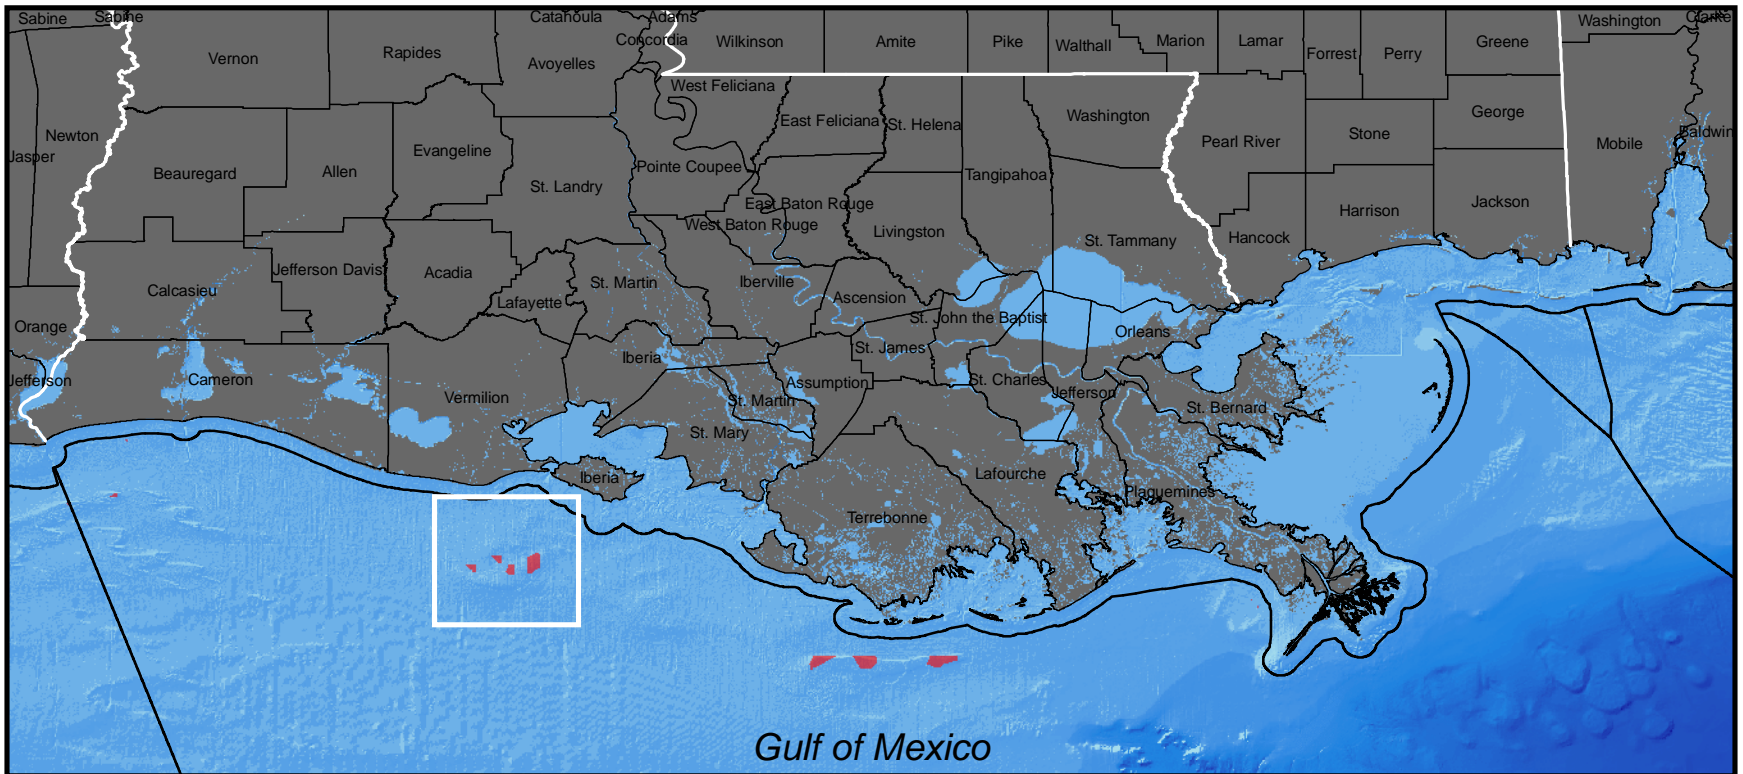 Sabine
Sabine
Catahoula
Adams
Washington
Clarke
Vernon
Rapides
Avoyelles
Concordia
Wilkinson
Amite
Pike
Walthall
Marion
Lamar
Forrest
Perry
Greene
Newton
Jasper
Beauregard
Allen
Evangeline
St. Landry
West Feliciana
East Feliciana
St. Helena
Washington
Pearl River
Stone
George
Mobile
Baldwin
Pointe Coupee
Tangipahoa
East Baton Rouge
West Baton Rouge
Livingston
St. Tammany
Hancock
Harrison
Jackson
Calcasieu
Jefferson Davis
Acadia
Lafayette
St. Martin
Iberville
Ascension
St. John the Baptist
Orleans
Orange
Jefferson
Cameron
Vermilion
Iberia
St. James
Assumption
St. Charles
Jefferson
St. Martin
St. Mary
St. Bernard
Iberia
Lafourche
Plaquemines
Terrebonne
Gulf of Mexico